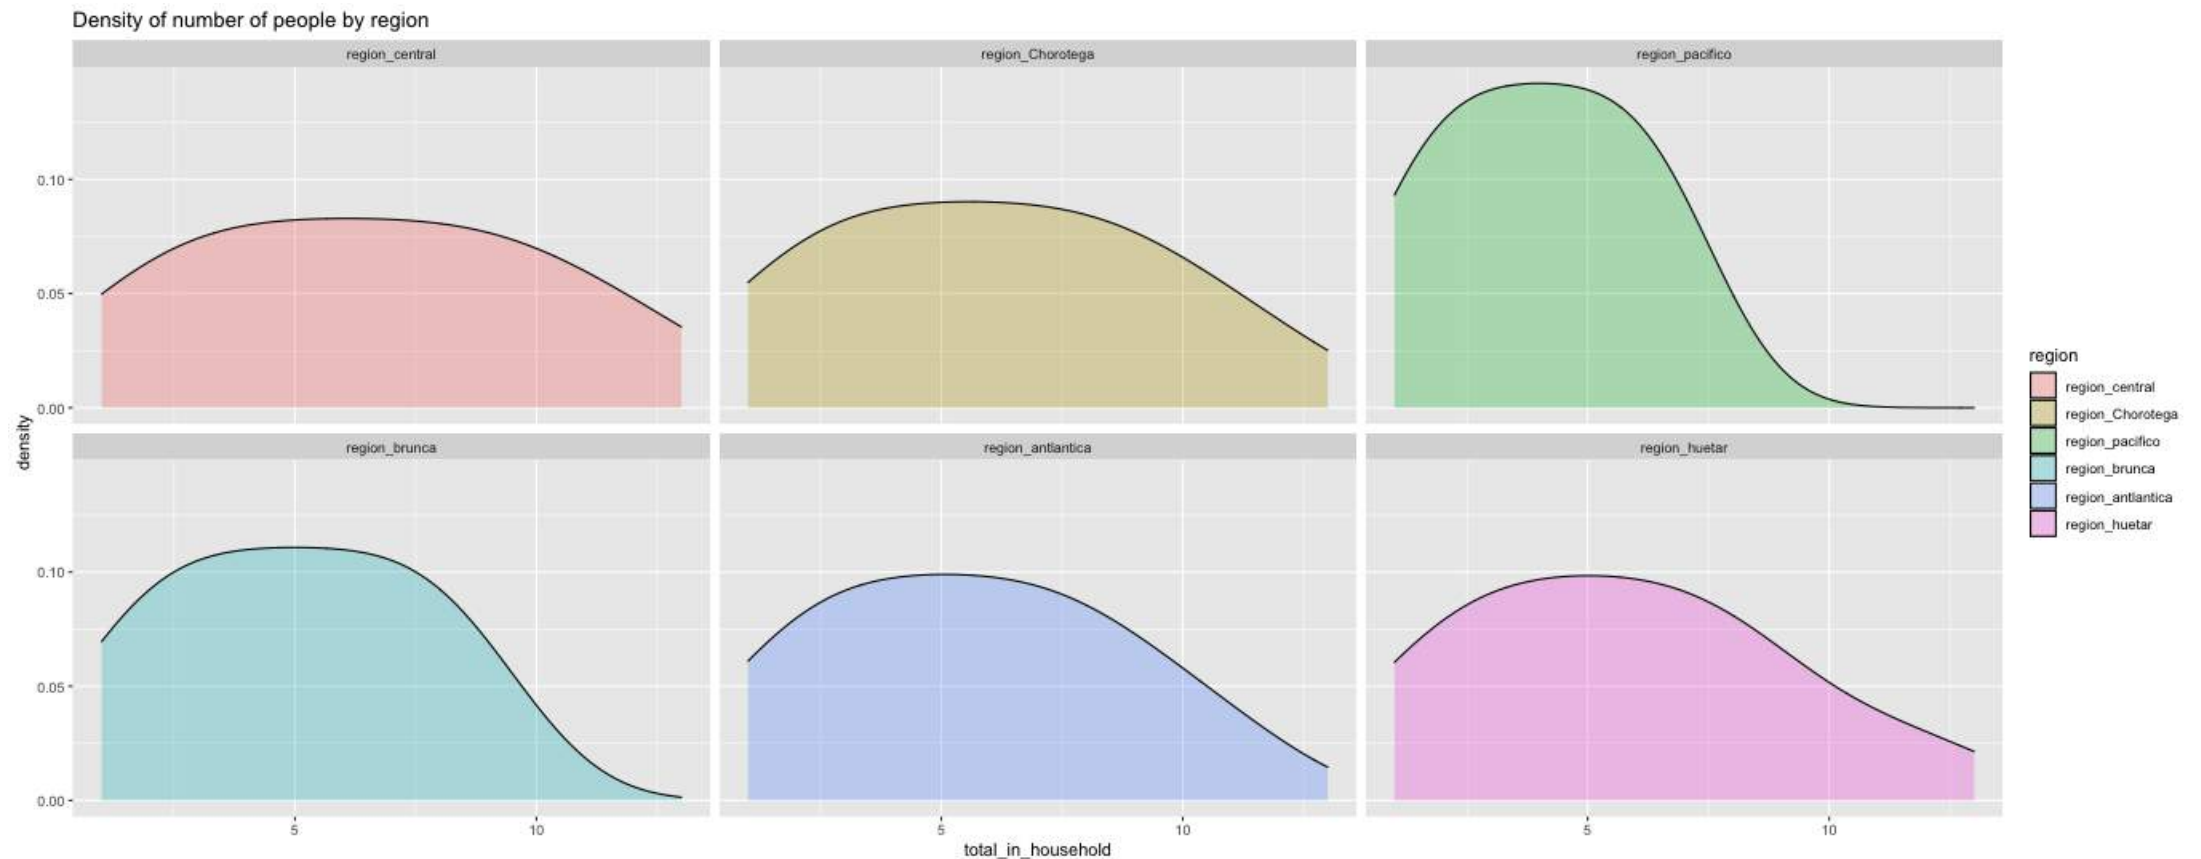 Density of number of people by region
region_central
region_Chorotega
region_pacifico
0.10
0.05
0.00
region_brunca
region_antlantica
region_huetar
0.10
0.05
0.00
5
10
5
10
5
10
total_in_household
density
region
region_central
region_Chorotega
region_pacifico
region_brunca
region_antlantica
region_huetar